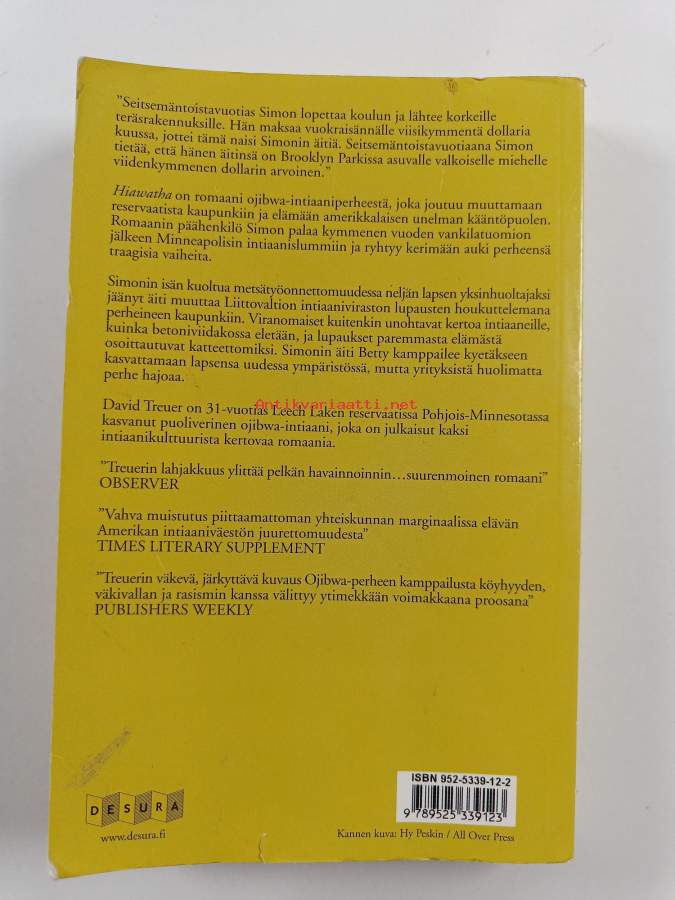 ”Seitsemäntoistavuotias Simon lopettaa koulun ja lähtee korkeille
teräsrakennuksille. Hän maksaa vuokraisännälle viisikymmentä dollaria
kuussa, jottei tämä naisi Simonin äitiä. Seitsemäntoistavuotiaana Simon
tietää, että hänen äitinsä on Brooklyn Parkissa asuvalle valkoiselle miehelle
viidenkymmenen dollarin arvoinen.”
Hiawatha on romaani ojibwa-intiaaniperheestä, joka joutuu muuttamaan
reservaatista kaupunkiin ja elämään amerikkalaisen unelman kääntöpuolen.
Romaanin päähenkilö Simon palaa kymmenen vuoden vankilatuomion
jälkeen Minneapolisin intiaanislummiin ja ryhtyy kerimään auki perheensä
traagisia vaiheita.
Simonin isän kuoltua metsätyöonnettomuudessa neljän lapsen yksinhuoltajaksi
jäänyt äiti muuttaa Liittovaltion intiaaniviraston lupausten houkuttelemana
perheineen kaupunkiin. Viranomaiset kuitenkin unohtavat kertoa intiaaneille,
kuinka betoniviidakossa eletään, ja lupaukset paremmasta elämästä
osoittautuvat katteettomiksi. Simonin äiti Betty kamppailee kyetäkseen
kasvattamaan lapsensa uudessa ympäristössä, mutta yrityksistä huolimatta
perhe hajoaa.
Antikvariaatti.net
David Treuer on 31-vuotias Leech Laken reservaatissa Pohjois-Minnesotassa
kasvanut puoliverinen ojibwa-intiaani, joka on julkaisut kaksi
intiaanikulttuurista kertovaa romaania.
”Treuerin lahjakkuus ylittää pelkän havainnoinnin…suurenmoinen romaani”
OBSERVER
”Vahva muistutus piittaamattoman yhteiskunnan marginaalissa elävän
Amerikan intiaaniväestön juurettomuudesta”
TIMES LITERARY SUPPLEMENT
”Treuerin väkevä, järkyttävä kuvaus Ojibwa-perheen kamppailusta köyhyyden,
väkivallan ja rasismin kanssa välittyy ytimekkään voimakkaana proosana”
PUBLISHERS WEEKLY
ISBN 952-5339-12-2
9 789525 339123
DESURA
www.desura.fi
Kannen kuva: Hy Peskin / All Over Press